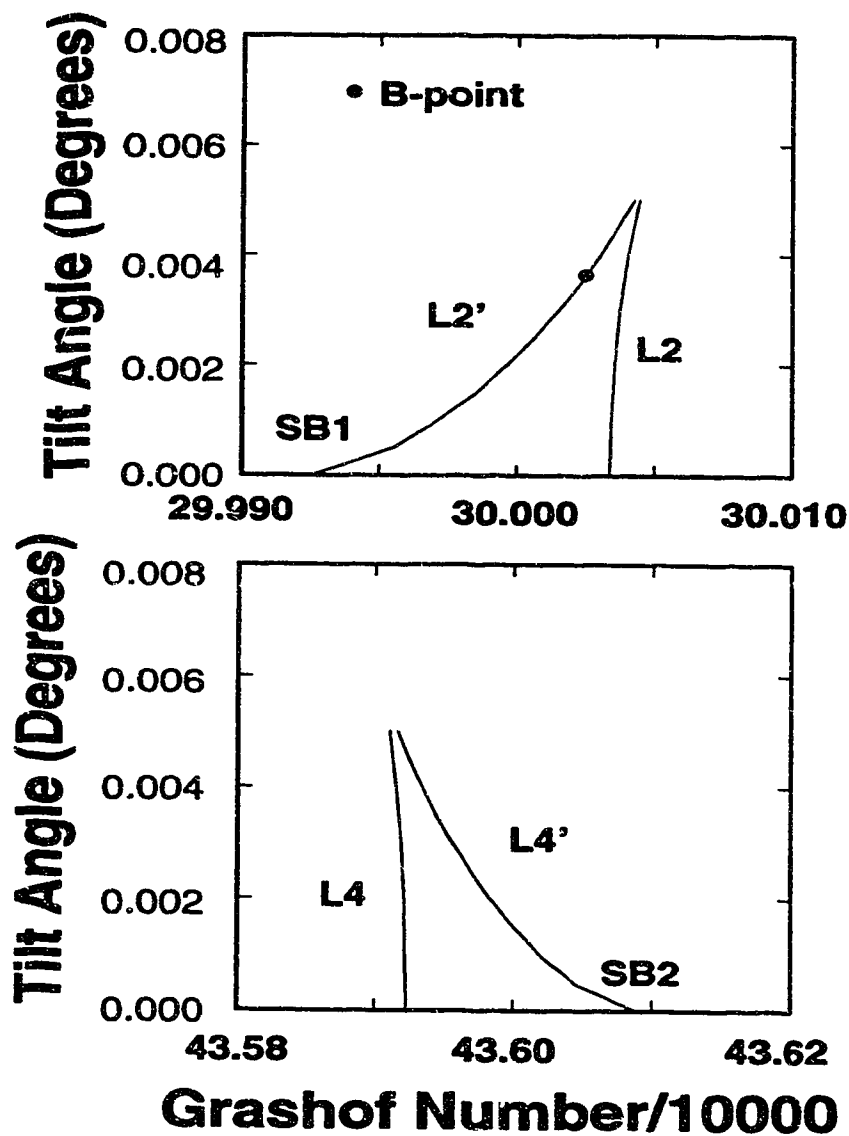 Tilt Angle (Degrees)
0.008
0.006
0.004
0.002
0.000
B-point
L2'
L2
SB1
29.990 30.000 30.010
Tilt Angle (Degrees)
0.008
0.006
0.004
0.002
0.000
L4'
L4
SB2
43.58 43.60 43.62
Grashof Number/10000